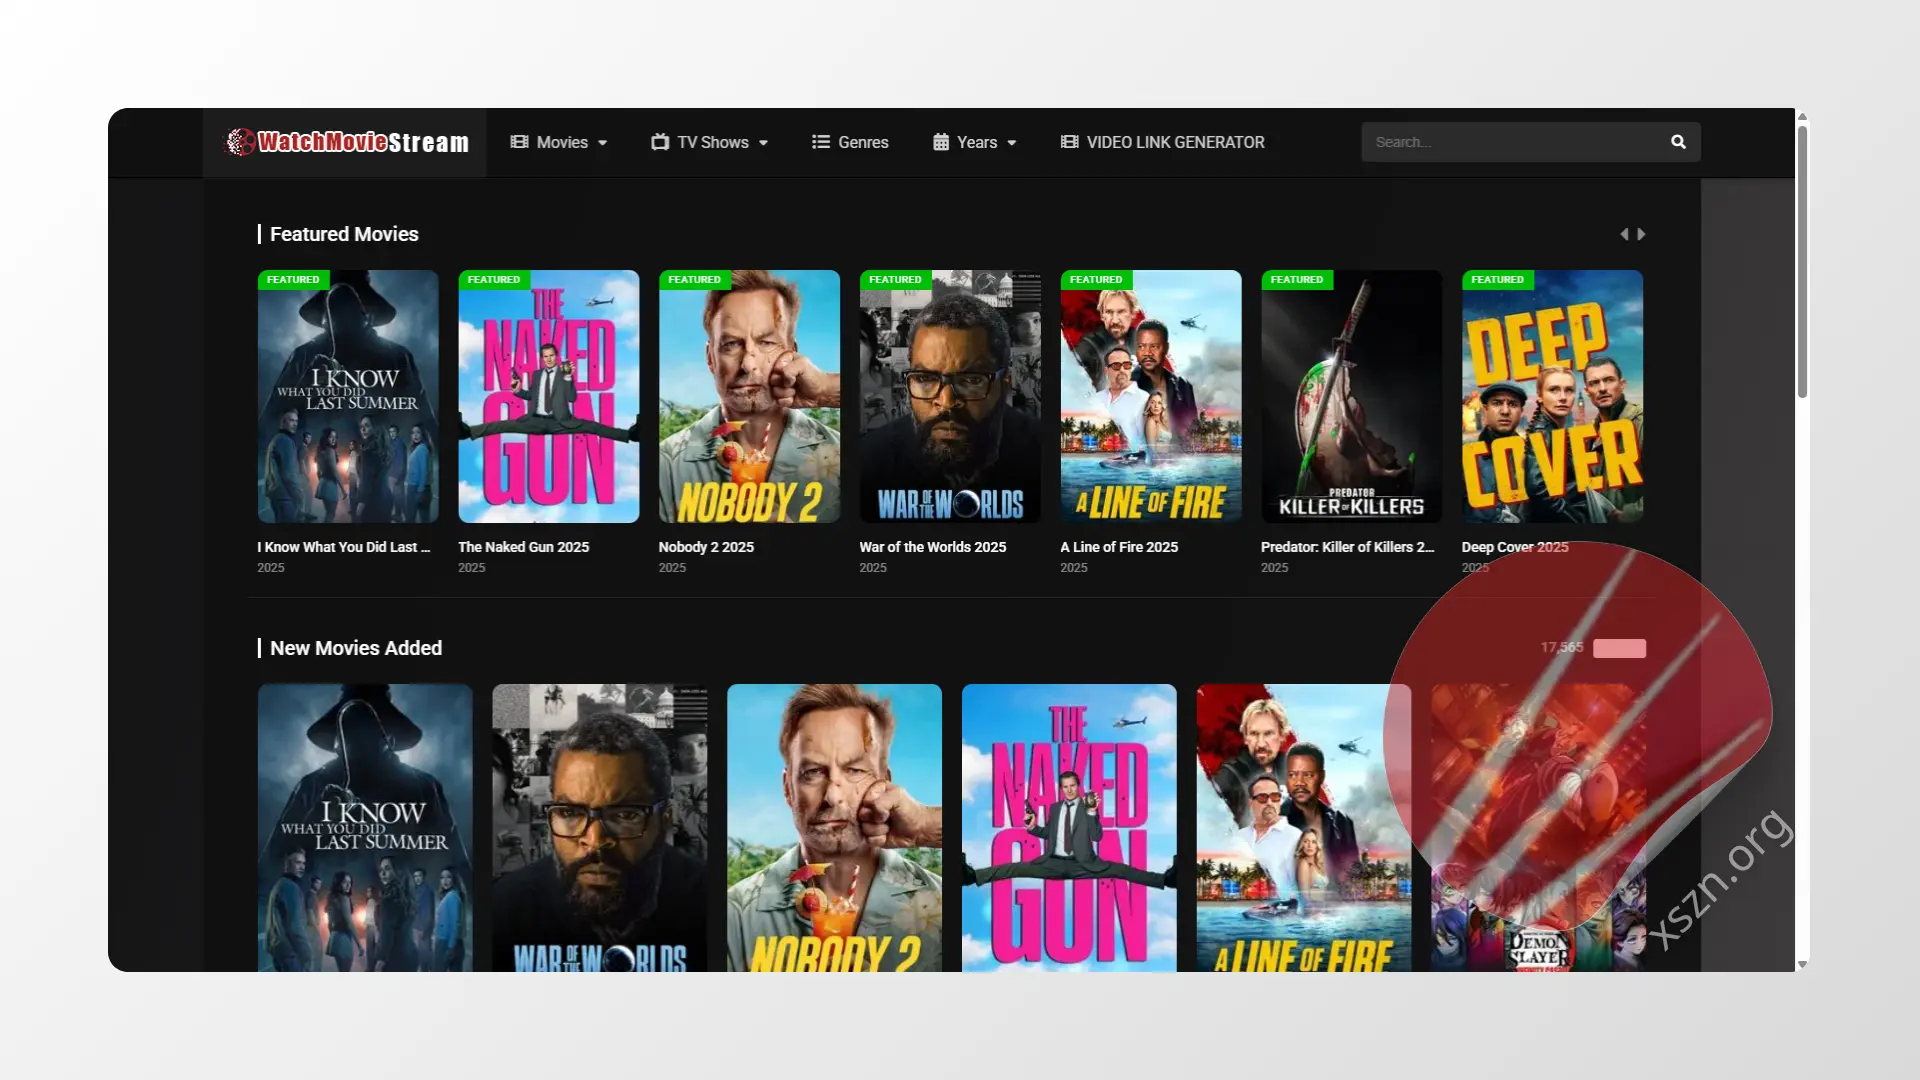 WatchMovieStream
Movies
TV Shows
Genres
Years
VIDEO LINK GENERATOR
Search...
Featured Movies
FEATURED
FEATURED
FEATURED
FEATURED
FEATURED
FEATURED
FEATURED
I KNOW
WHAT YOU DID
LAST SUMMER
THE
NAKED
GUN
NOBODY 2
WAR OF THE WORLDS
A LINE OF FIRE
PREDATOR
KILLER OF KILLERS
DEEP
COVER
I Know What You Did Last ...
The Naked Gun 2025
Nobody 2 2025
War of the Worlds 2025
A Line of Fire 2025
Predator: Killer of Killers 2...
Deep Cover 2025
2025
2025
2025
2025
2025
2025
2025
New Movies Added
17,565
I KNOW
WHAT YOU DID
LAST SUMMER
WAR OF THE WORLDS
NOBODY 2
THE
NAKED
GUN
A LINE OF FIRE
DEMON
SLAYER
xszn.org